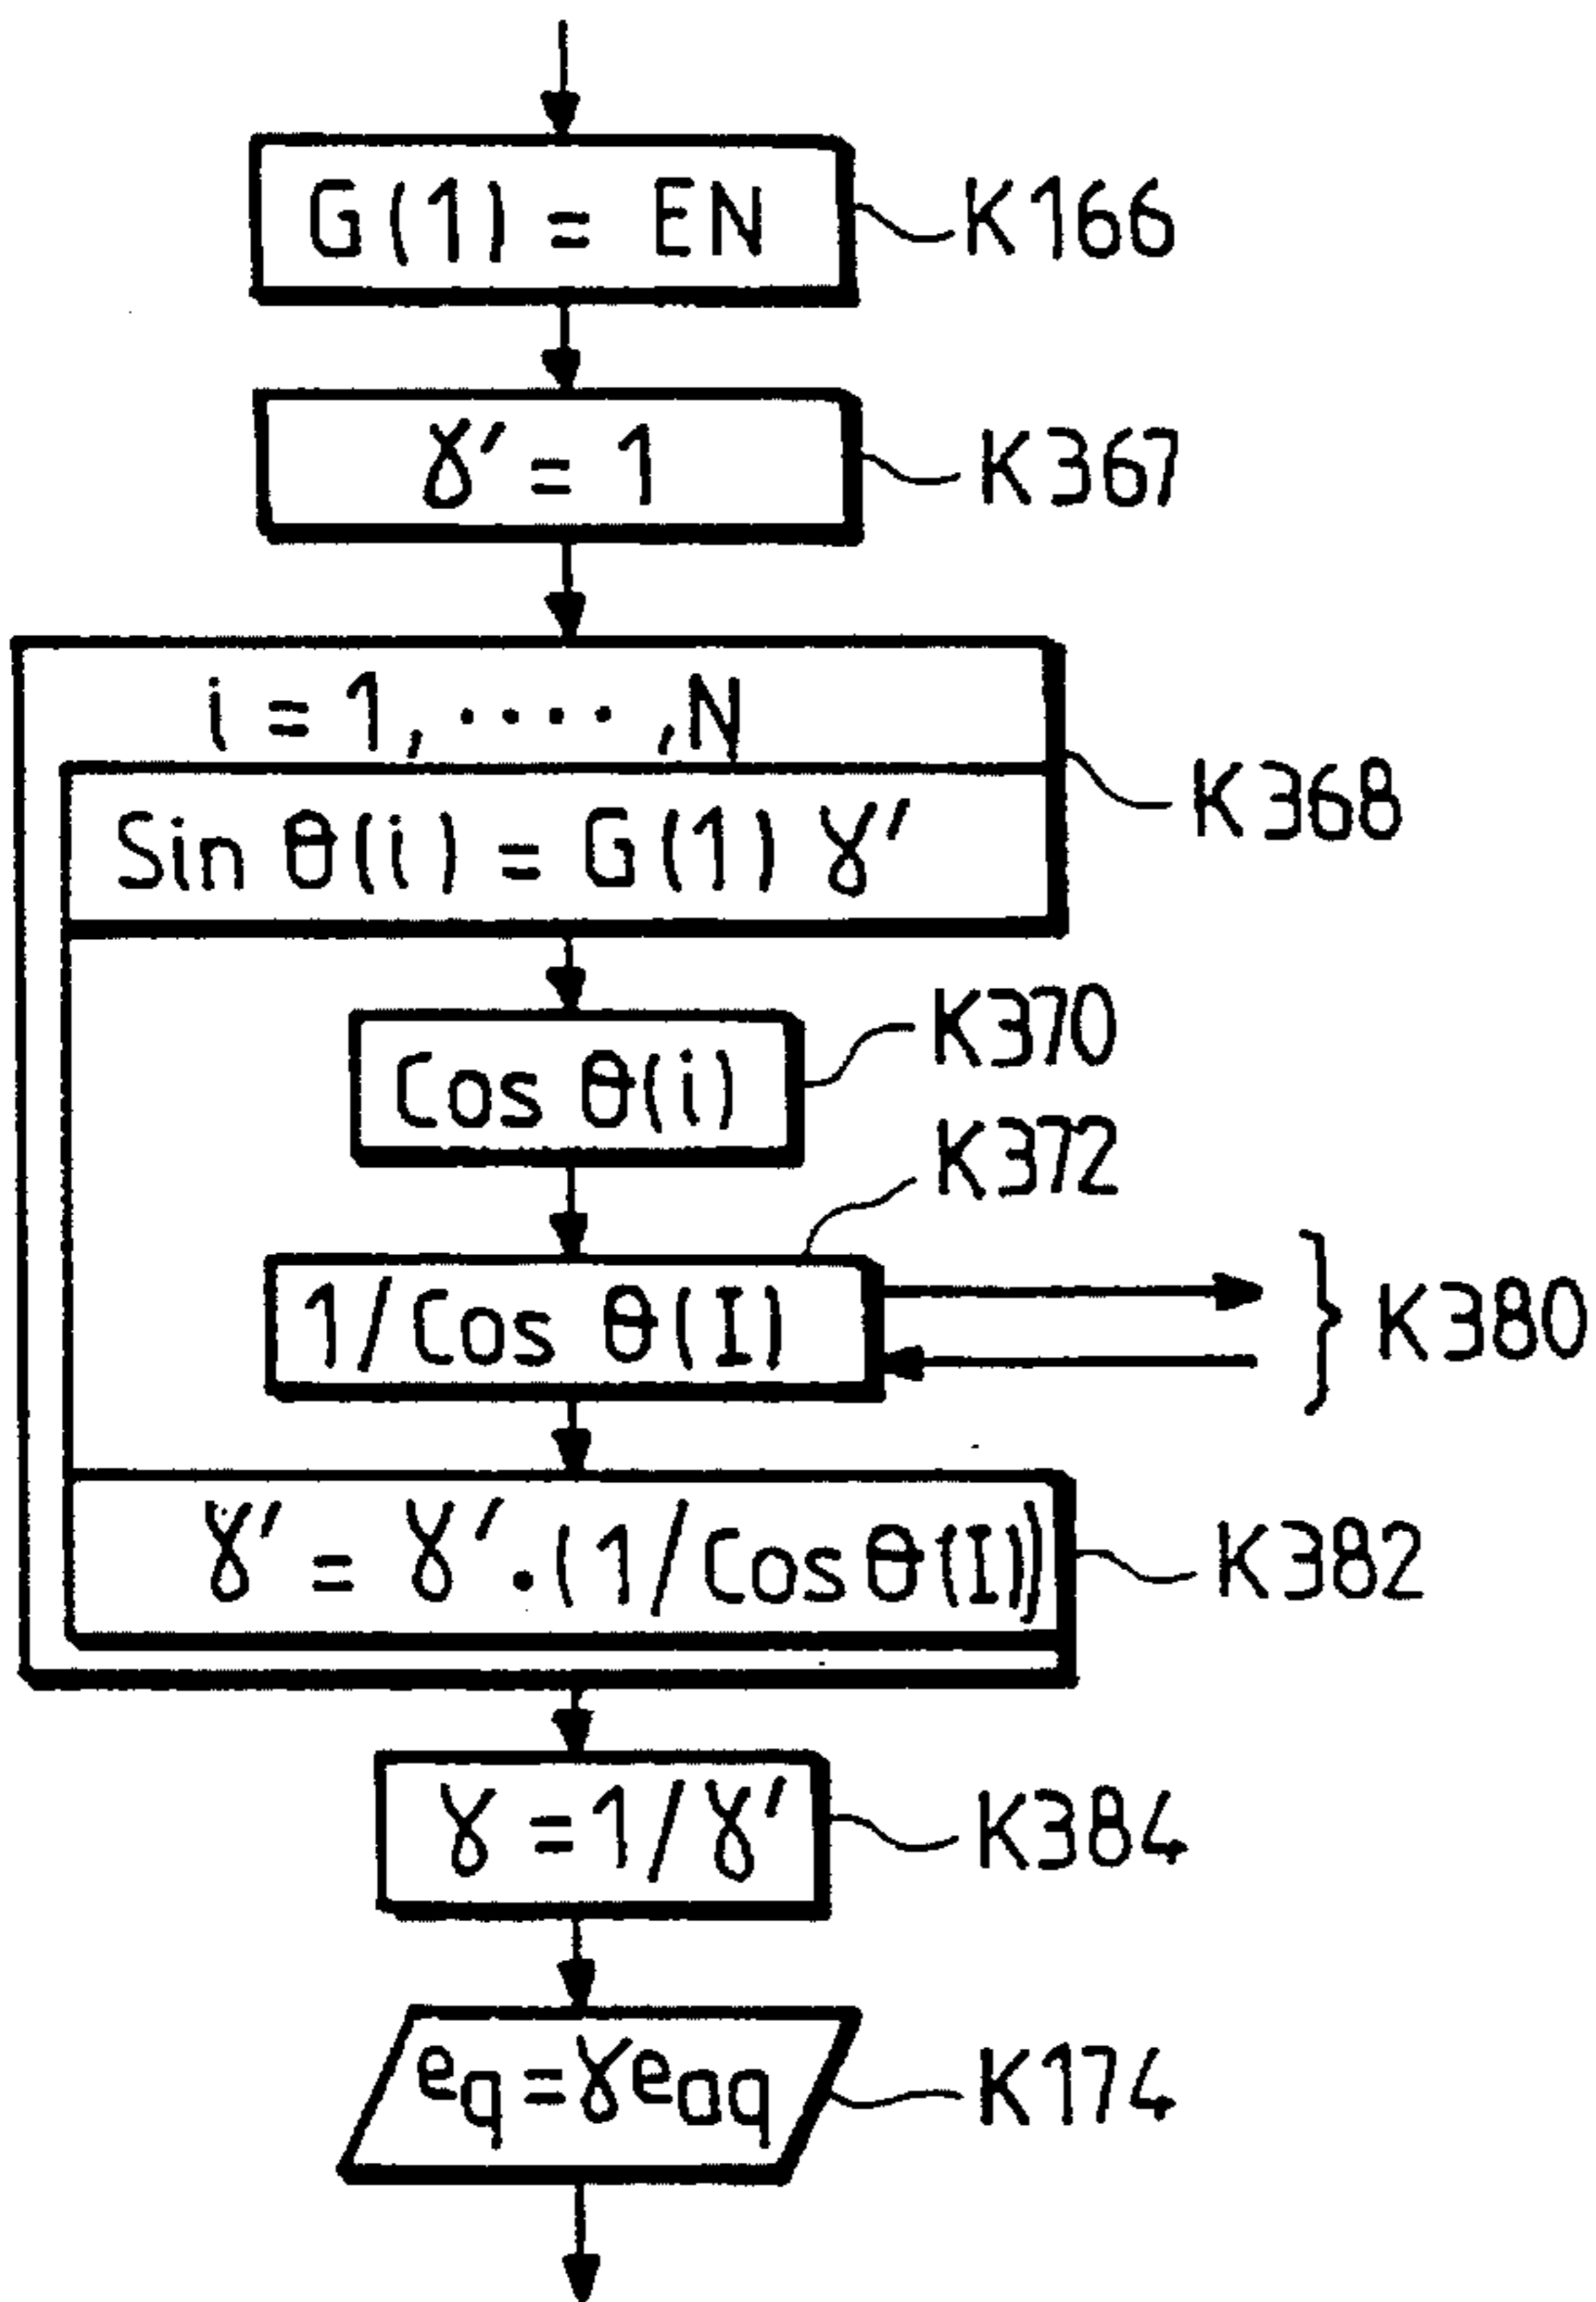 G(1) = EN K166
γ' = 1 K367
i = 1, .... ,N
K368
Sin θ(i) = G(1) γ'
K370
Cos θ(i)
K372
1/Cos θ(I) } K380
γ' = γ' . (1/Cos θ(I)) K382
γ = 1/γ' K384
eq = γeaq K174